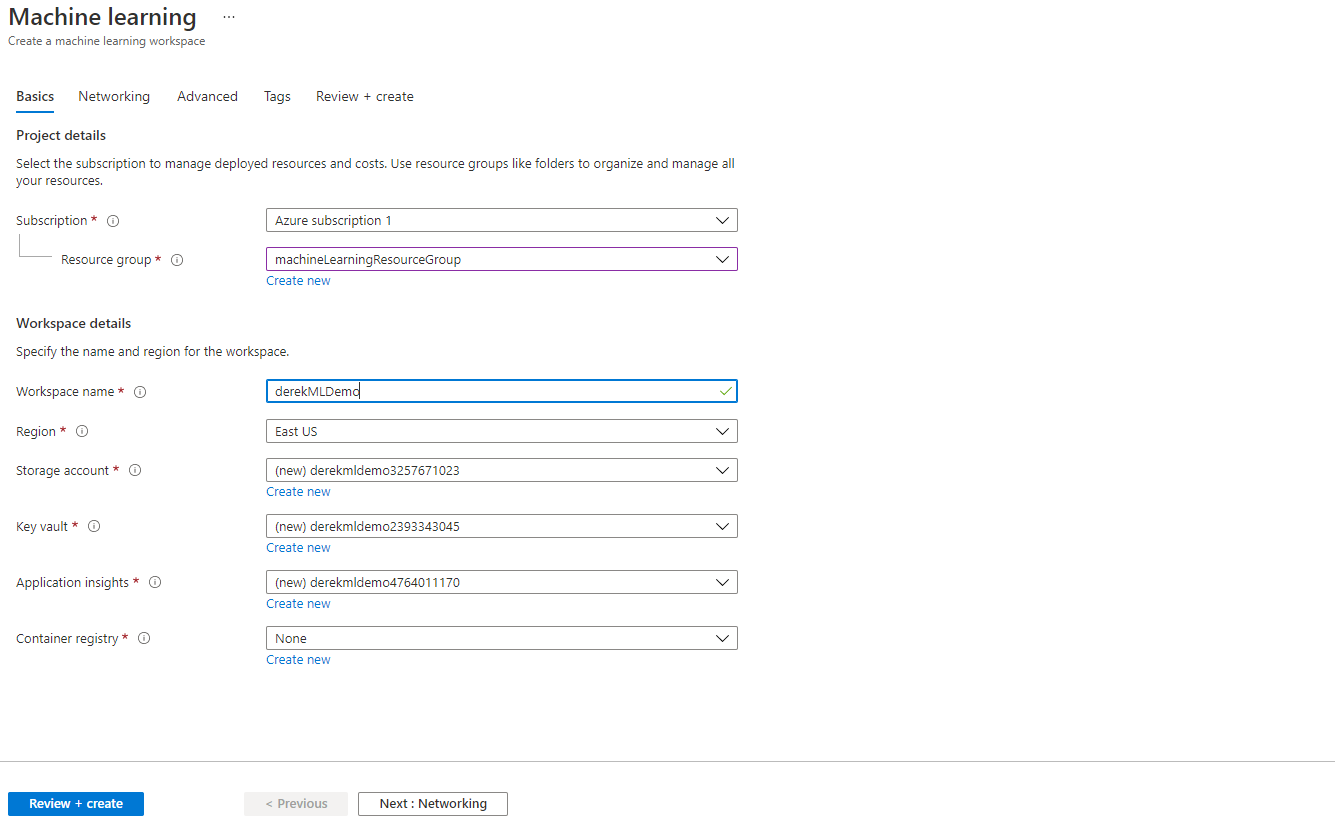 Machine learning ...
Create a machine learning workspace
Basics Networking Advanced Tags Review + create
Project details
Select the subscription to manage deployed resources and costs. Use resource groups like folders to organize and manage all
your resources.
Subscription * Azure subscription 1
Resource group * machineLearningResourceGroup
Create new
Workspace details
Specify the name and region for the workspace.
Workspace name * derekMLDemo
Region * East US
Storage account * (new) derekmldemo3257671023
Create new
Key vault * (new) derekmldemo2393343045
Create new
Application insights * (new) derekmldemo4764011170
Create new
Container registry * None
Create new
Review + create < Previous Next : Networking